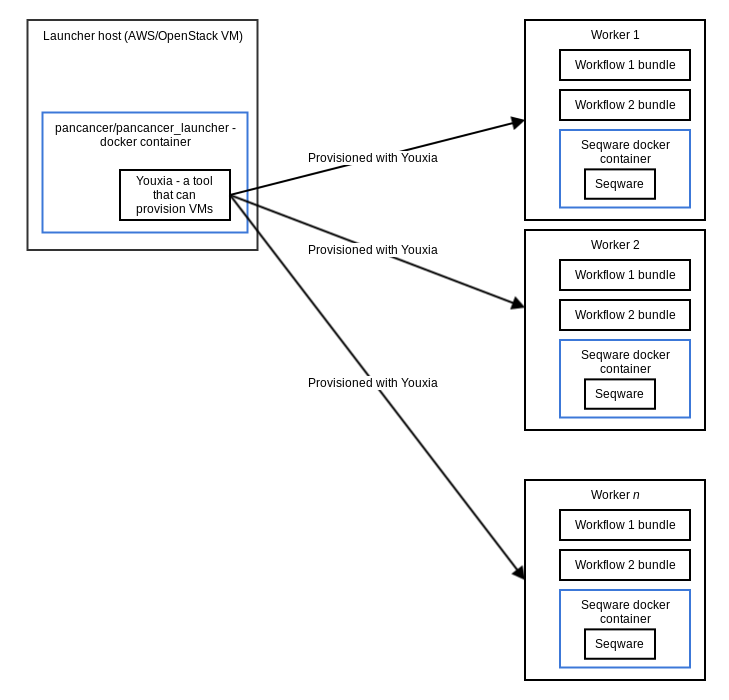 Launcher host (AWS/OpenStack VM)
pancancer/pancancer_launcher -
docker container
Youxia - a tool
that can
provision VMs
Provisioned with Youxia
Provisioned with Youxia
Provisioned with Youxia
Worker 1
Workflow 1 bundle
Workflow 2 bundle
Seqware docker
container
Seqware
Worker 2
Workflow 1 bundle
Workflow 2 bundle
Seqware docker
container
Seqware
Worker n
Workflow 1 bundle
Workflow 2 bundle
Seqware docker
container
Seqware